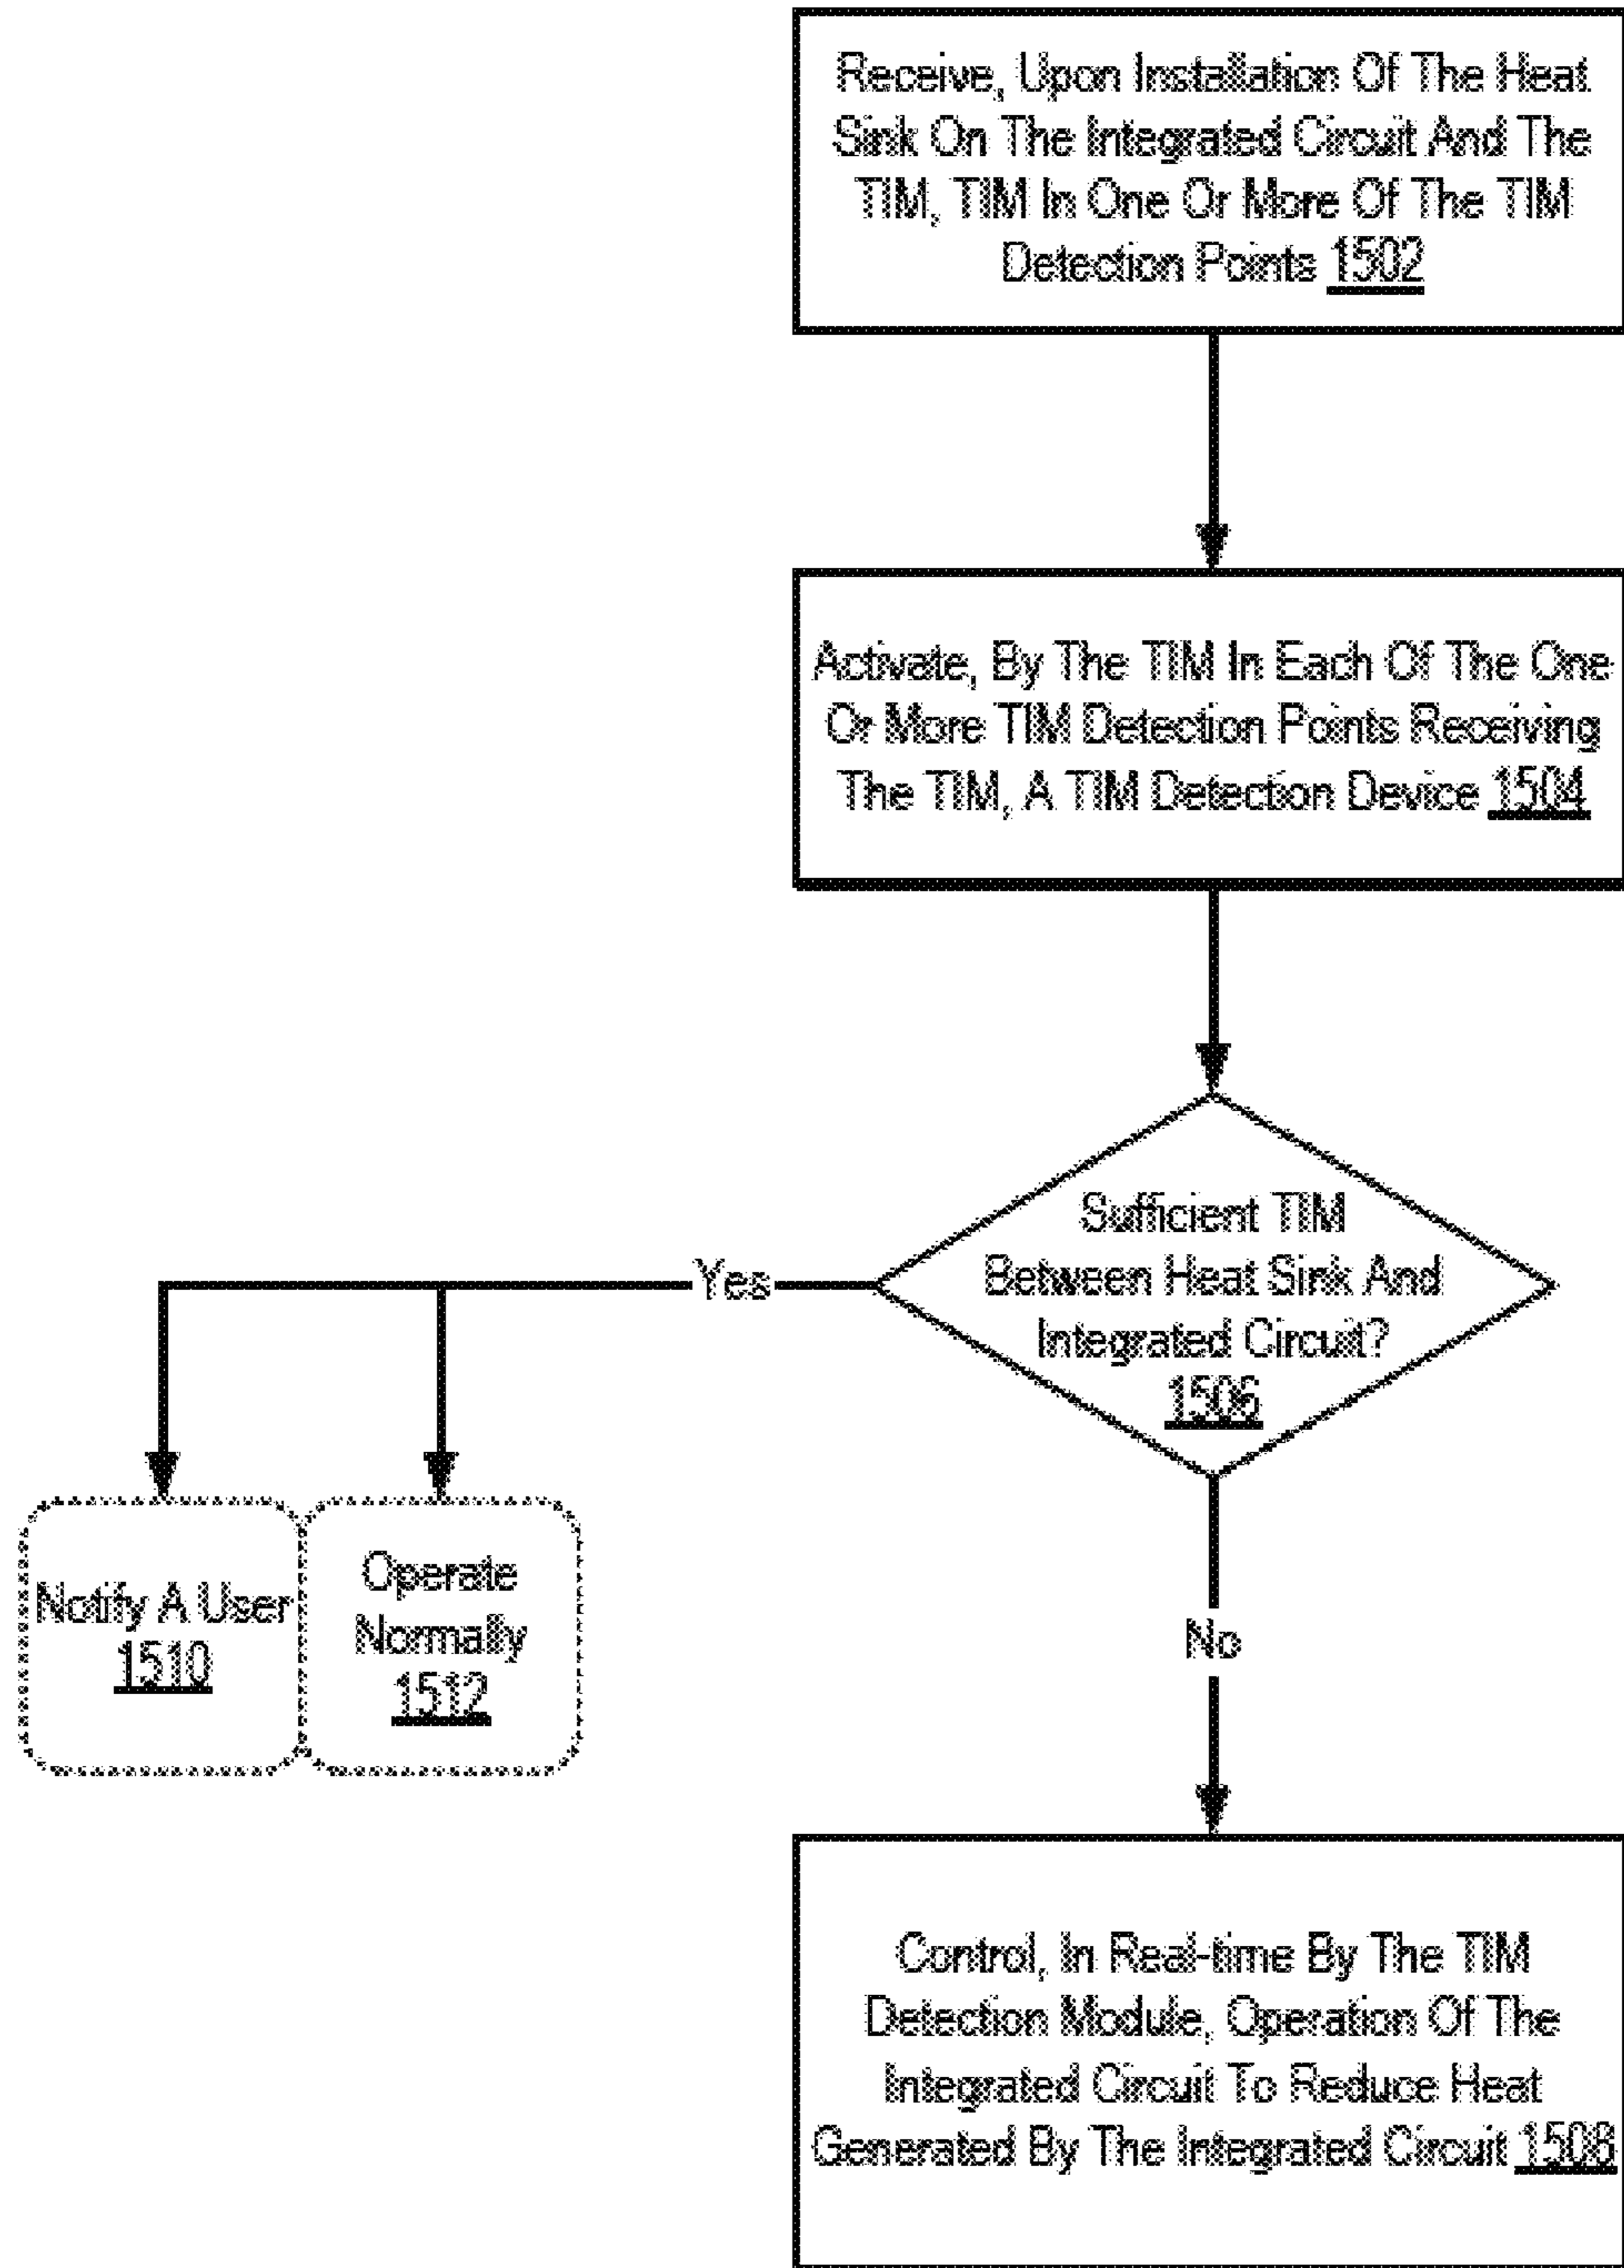 Receive, Upon Installation Of The Heat
Sink On The Integrated Circuit And The
TIM, TIM In One Or More Of The TIM
Detection Points 1502
Activate, By The TIM In Each Of The One
Or More TIM Detection Points Receiving
The TIM, A TIM Detection Device 1504
Sufficient TIM
Between Heat Sink And
Integrated Circuit?
1506
Yes
Notify A User
1510
Operate
Normally
1512
No
Control, In Real-time By The TIM
Detection Module, Operation Of The
Integrated Circuit To Reduce Heat
Generated By The Integrated Circuit 1508